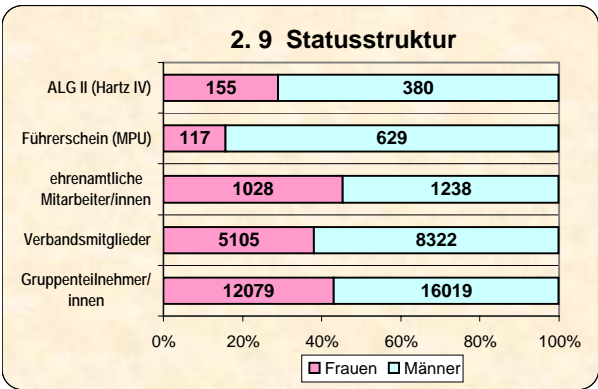 2. 9 Statusstruktur
ALG II (Hartz IV)
155
380
Führerschein (MPU)
117
629
ehrenamtliche
Mitarbeiter/innen
1028
1238
Verbandsmitglieder
5105
8322
Gruppenteilnehmer/
innen
12079
16019
0% 20% 40% 60% 80% 100%
Frauen Männer